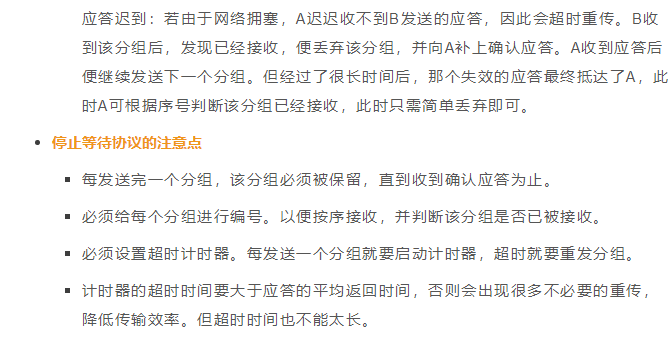 应答迟到：若由于网络拥塞，A迟迟收不到B发送的应答，因此会超时重传。B收
到该分组后，发现已经接收，便丢弃该分组，并向A补上确认应答。A收到应答后
便继续发送下一个分组。但经过了很长时间后，那个失效的应答最终抵达了A，此
时A可根据序号判断该分组已经接收，此时只需简单丢弃即可。
停止等待协议的注意点
每发送完一个分组，该分组必须被保留，直到收到确认应答为止。
必须给每个分组进行编号。以便按序接收，并判断该分组是否已被接收。
必须设置超时计时器。每发送一个分组就要启动计时器，超时就要重发分组。
计时器的超时时间要大于应答的平均返回时间，否则会出现很多不必要的重传，
降低传输效率。但超时时间也不能太长。